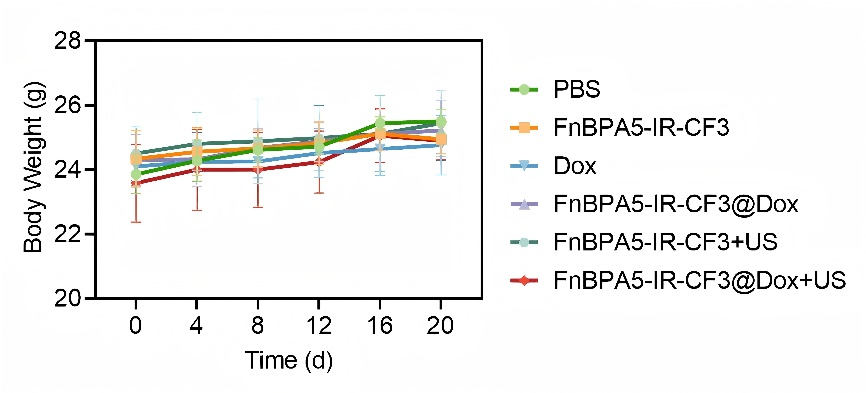 28
26
24
22
20
Body Weight (g)
0 4 8 12 16 20
Time (d)
PBS
FnBPA5-IR-CF3
Dox
FnBPA5-IR-CF3@Dox
FnBPA5-IR-CF3+US
FnBPA5-IR-CF3@Dox+US